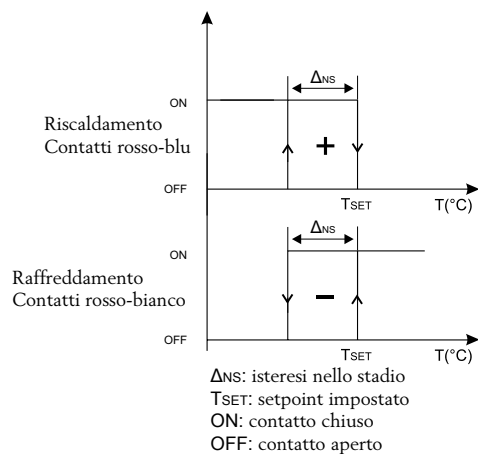 ΔNS
ON
Riscaldamento
Contatti rosso-blu
+
OFF
TSET
T(°C)
ΔNS
ON
Raffreddamento
Contatti rosso-bianco
−
OFF
TSET
T(°C)
ΔNS: isteresi nello stadio
TSET: setpoint impostato
ON: contatto chiuso
OFF: contatto aperto